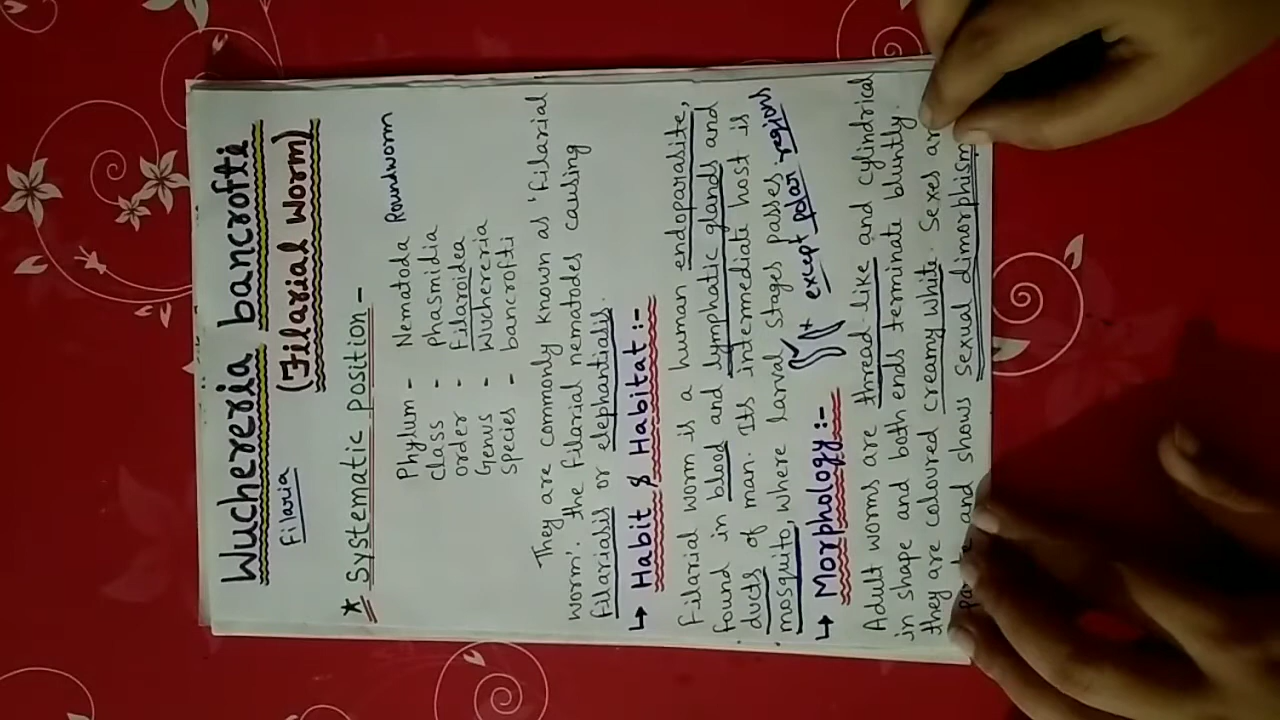 Wuchereria bancrofti
Filaria (Filarial worm)
* Systematic position -
Phylum - Nematoda Roundworm
class - phasmidia
order - filaroidea
Genus - Wuchereria
species - bancrofti
They are commonly known as 'filarial
worm'. the filarial nematodes causing
filariasis or elephantialis.
↳ Habit & Habitat :-
Filarial worm is a human endoparasite,
found in blood and lymphatic glands and
ducts of man. Its intermediate host is
mosquito, where larval stages passes.
↳ Morphology :- except polar regions
Adult worms are thread-like and cylindrical
in shape and both ends terminate bluntly.
they are coloured creamy white. Sexes
and shows sexual dimorphism